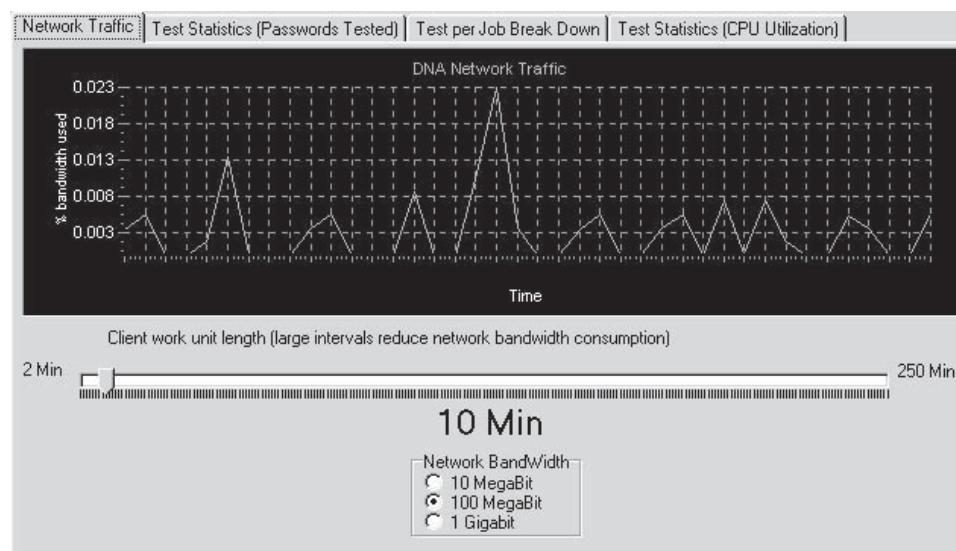 Network Traffic
Test Statistics (Passwords Tested)
Test per Job Break Down
Test Statistics (CPU Utilization)
DNA Network Traffic
% bandwidth used
0.023
0.018
0.013
0.008
0.003
Time
Client work unit length (large intervals reduce network bandwidth consumption)
2 Min
250 Min
10 Min
Network BandWidth
10 MegaBit
100 MegaBit
1 Gigabit